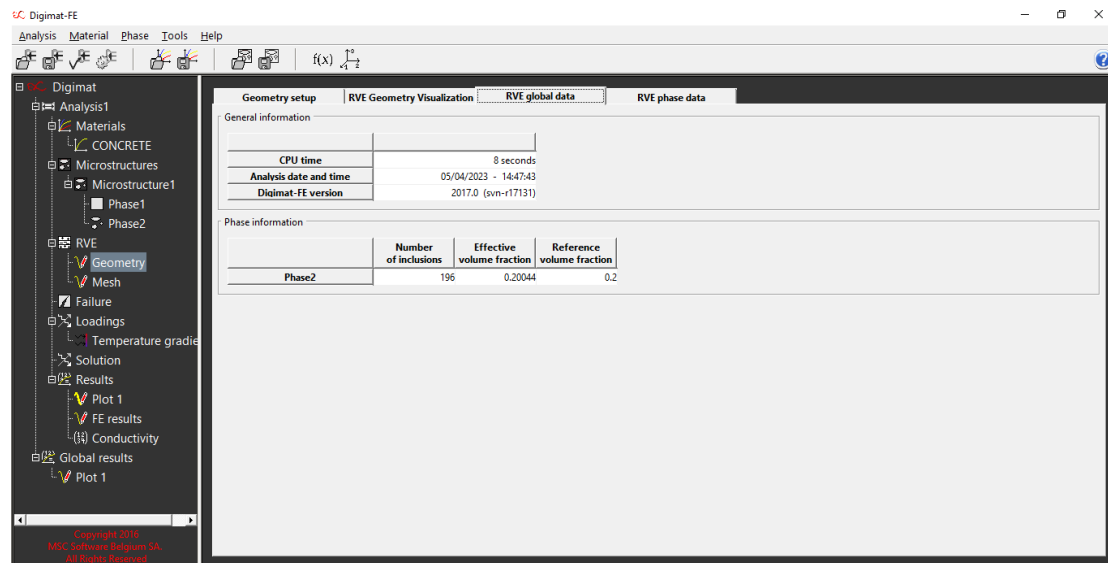 Digimat-FE
Analysis Material Phase Tools Help
f(x)
Digimat
Analysis1
Materials
CONCRETE
Microstructures
Microstructure1
Phase1
Phase2
RVE
Geometry
Mesh
Failure
Loadings
Temperature gradie
Solution
Results
Plot 1
FE results
Conductivity
Global results
Plot 1
Copyright 2016
MSC Software Belgium SA.
All Rights Reserved
Geometry setup RVE Geometry Visualization RVE global data RVE phase data
General information
CPU time 8 seconds
Analysis date and time 05/04/2023 - 14:47:43
Digimat-FE version 2017.0 (svn-r17131)
Phase information
Number Effective Reference
of inclusions volume fraction volume fraction
Phase2 196 0.20044 0.2